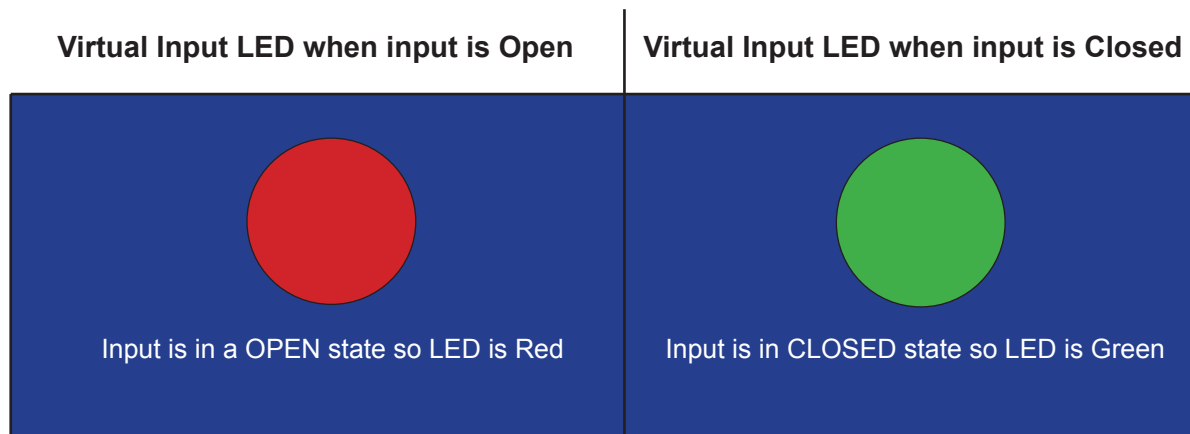 Virtual Input LED when input is Open
Virtual Input LED when input is Closed
Input is in a OPEN state so LED is Red
Input is in CLOSED state so LED is Green